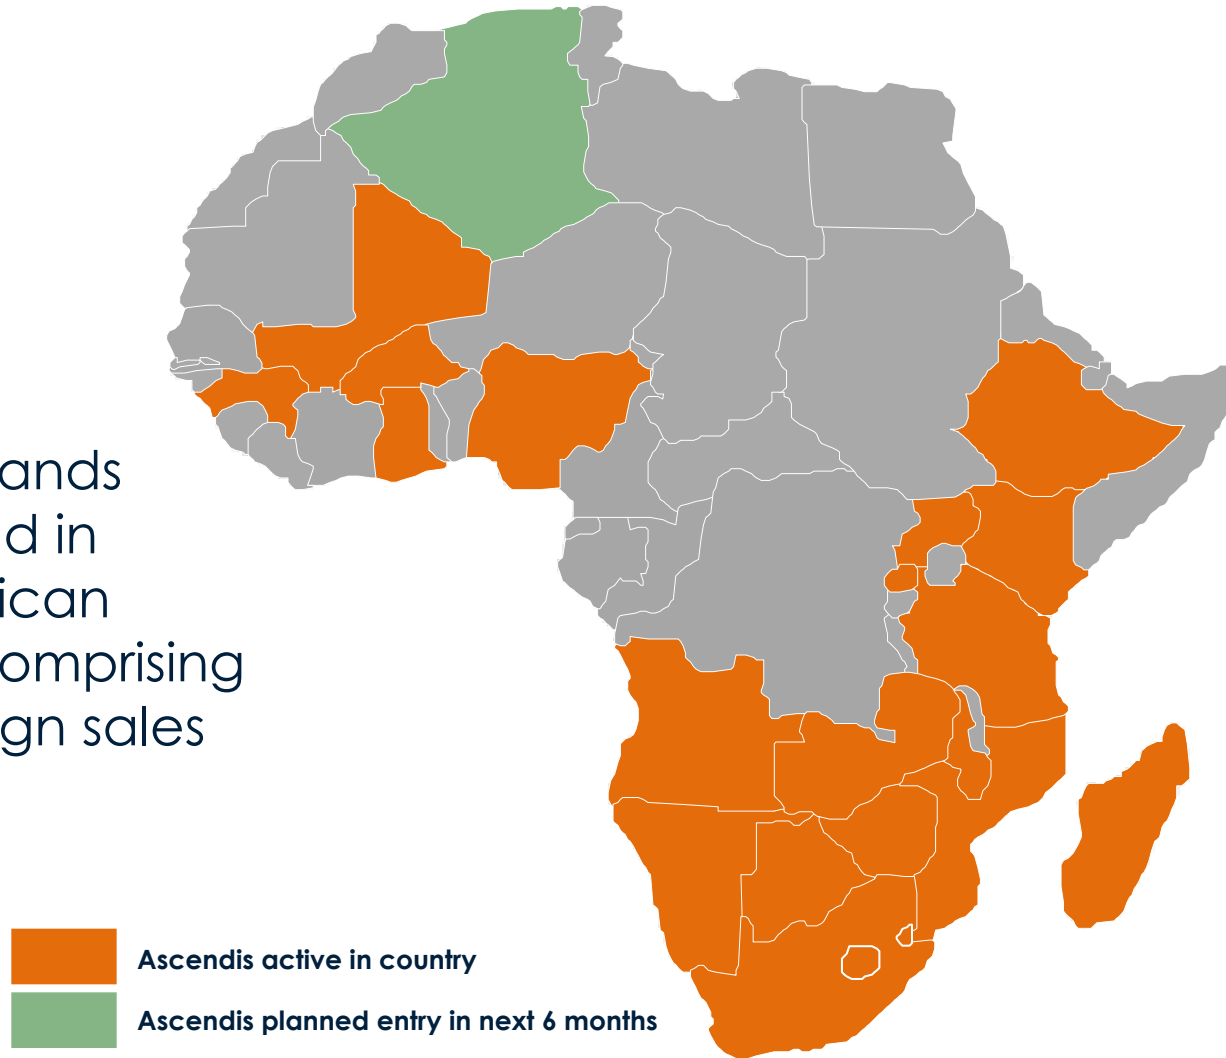 ands
d in
ican
omprising
gn sales
Ascendis active in country
Ascendis planned entry in next 6 months